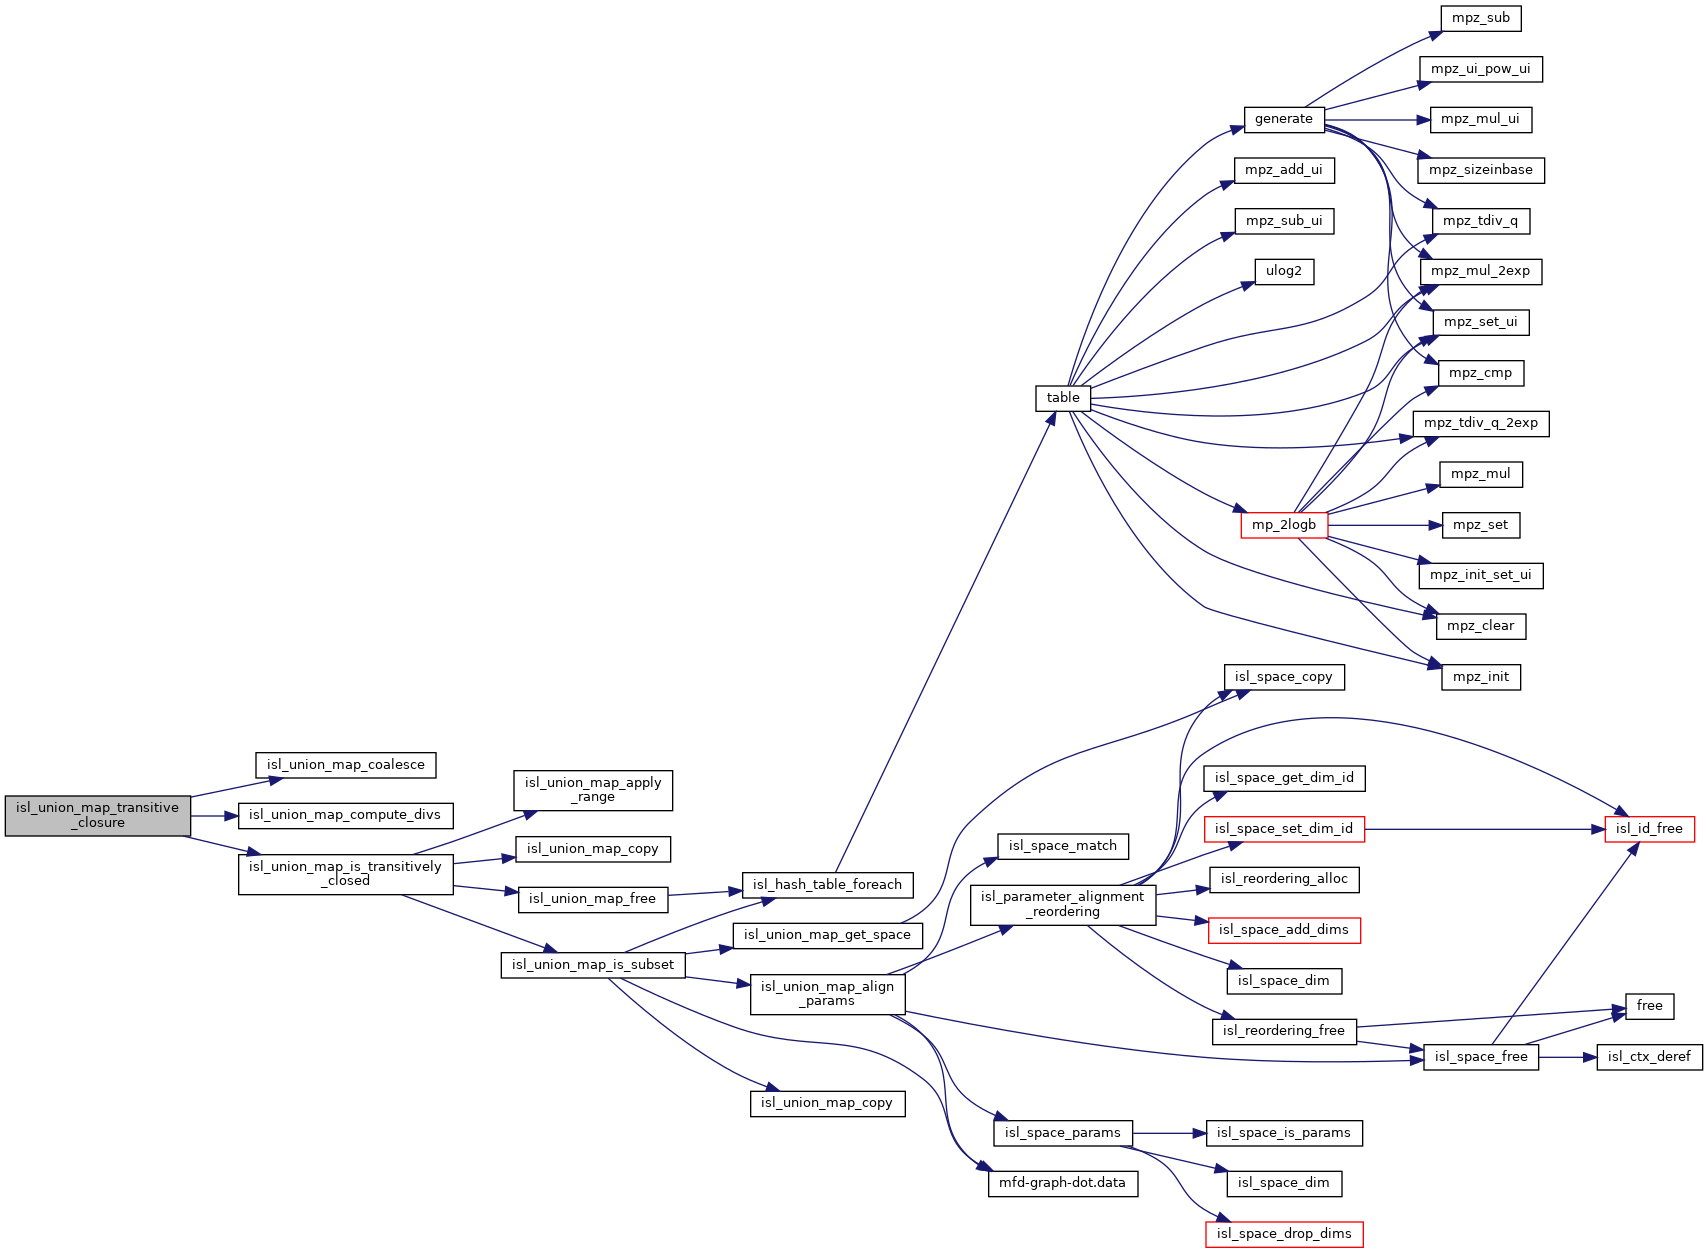 isl_union_map_transitive
_closure
isl_union_map_coalesce
isl_union_map_compute_divs
isl_union_map_is_transitively
_closed
isl_union_map_apply
_range
isl_union_map_copy
isl_union_map_free
isl_union_map_is_subset
isl_hash_table_foreach
isl_union_map_get_space
isl_union_map_align
_params
isl_union_map_copy
table
isl_space_match
isl_parameter_alignment
_reordering
isl_space_params
mfd-graph-dot.data
generate
mpz_add_ui
mpz_sub_ui
ulog2
mp_2logb
isl_space_copy
isl_space_get_dim_id
isl_space_set_dim_id
isl_reordering_alloc
isl_space_add_dims
isl_space_dim
isl_reordering_free
isl_space_is_params
isl_space_dim
isl_space_drop_dims
mpz_sub
mpz_ui_pow_ui
mpz_mul_ui
mpz_sizeinbase
mpz_tdiv_q
mpz_mul_2exp
mpz_set_ui
mpz_cmp
mpz_tdiv_q_2exp
mpz_mul
mpz_set
mpz_init_set_ui
mpz_clear
mpz_init
isl_space_free
isl_id_free
free
isl_ctx_deref